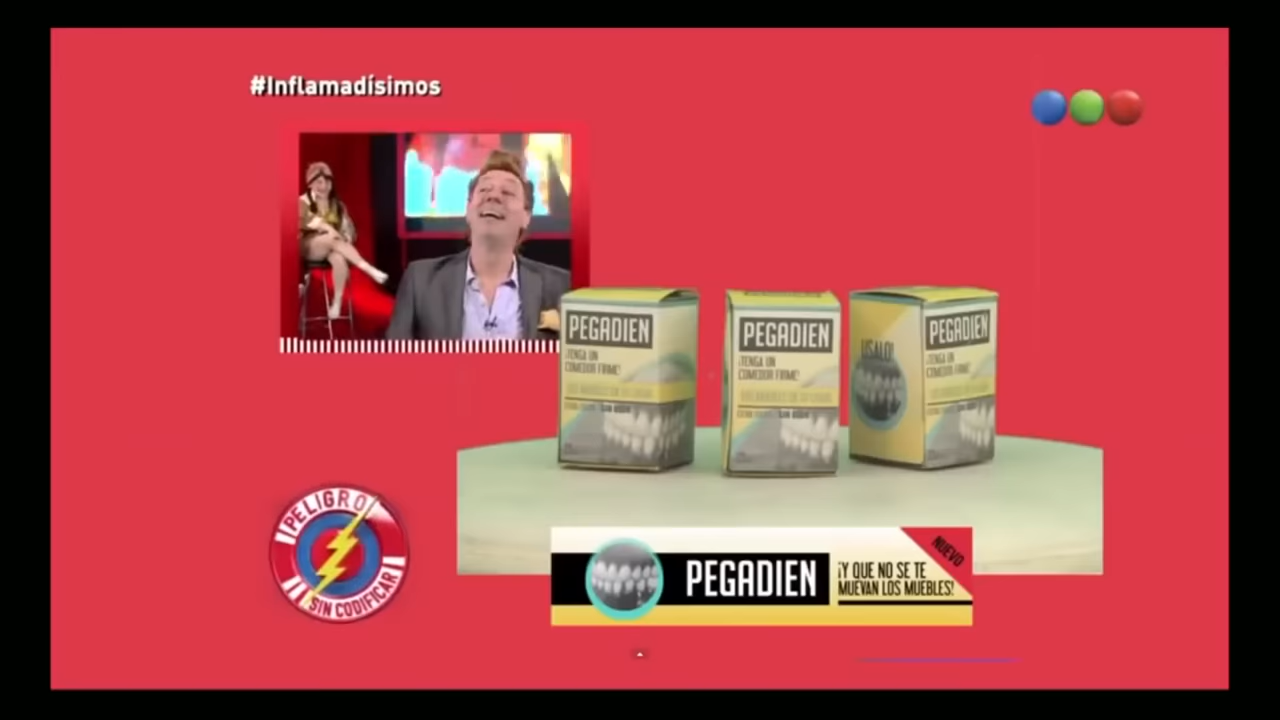 #Inflamadísimos
PEGADIEN
¡TENGA UN
COMEDOR FIRME!
PEGADIEN
¡TENGA UN
COMEDOR FIRME!
USALO!
PEGADIEN
¡TENGA UN
COMEDOR FIRME!
PELIGRO
SIN CODIFICAR
PEGADIEN
¡Y QUE NO SE TE
MUEVAN LOS MUEBLES!
NUEVO